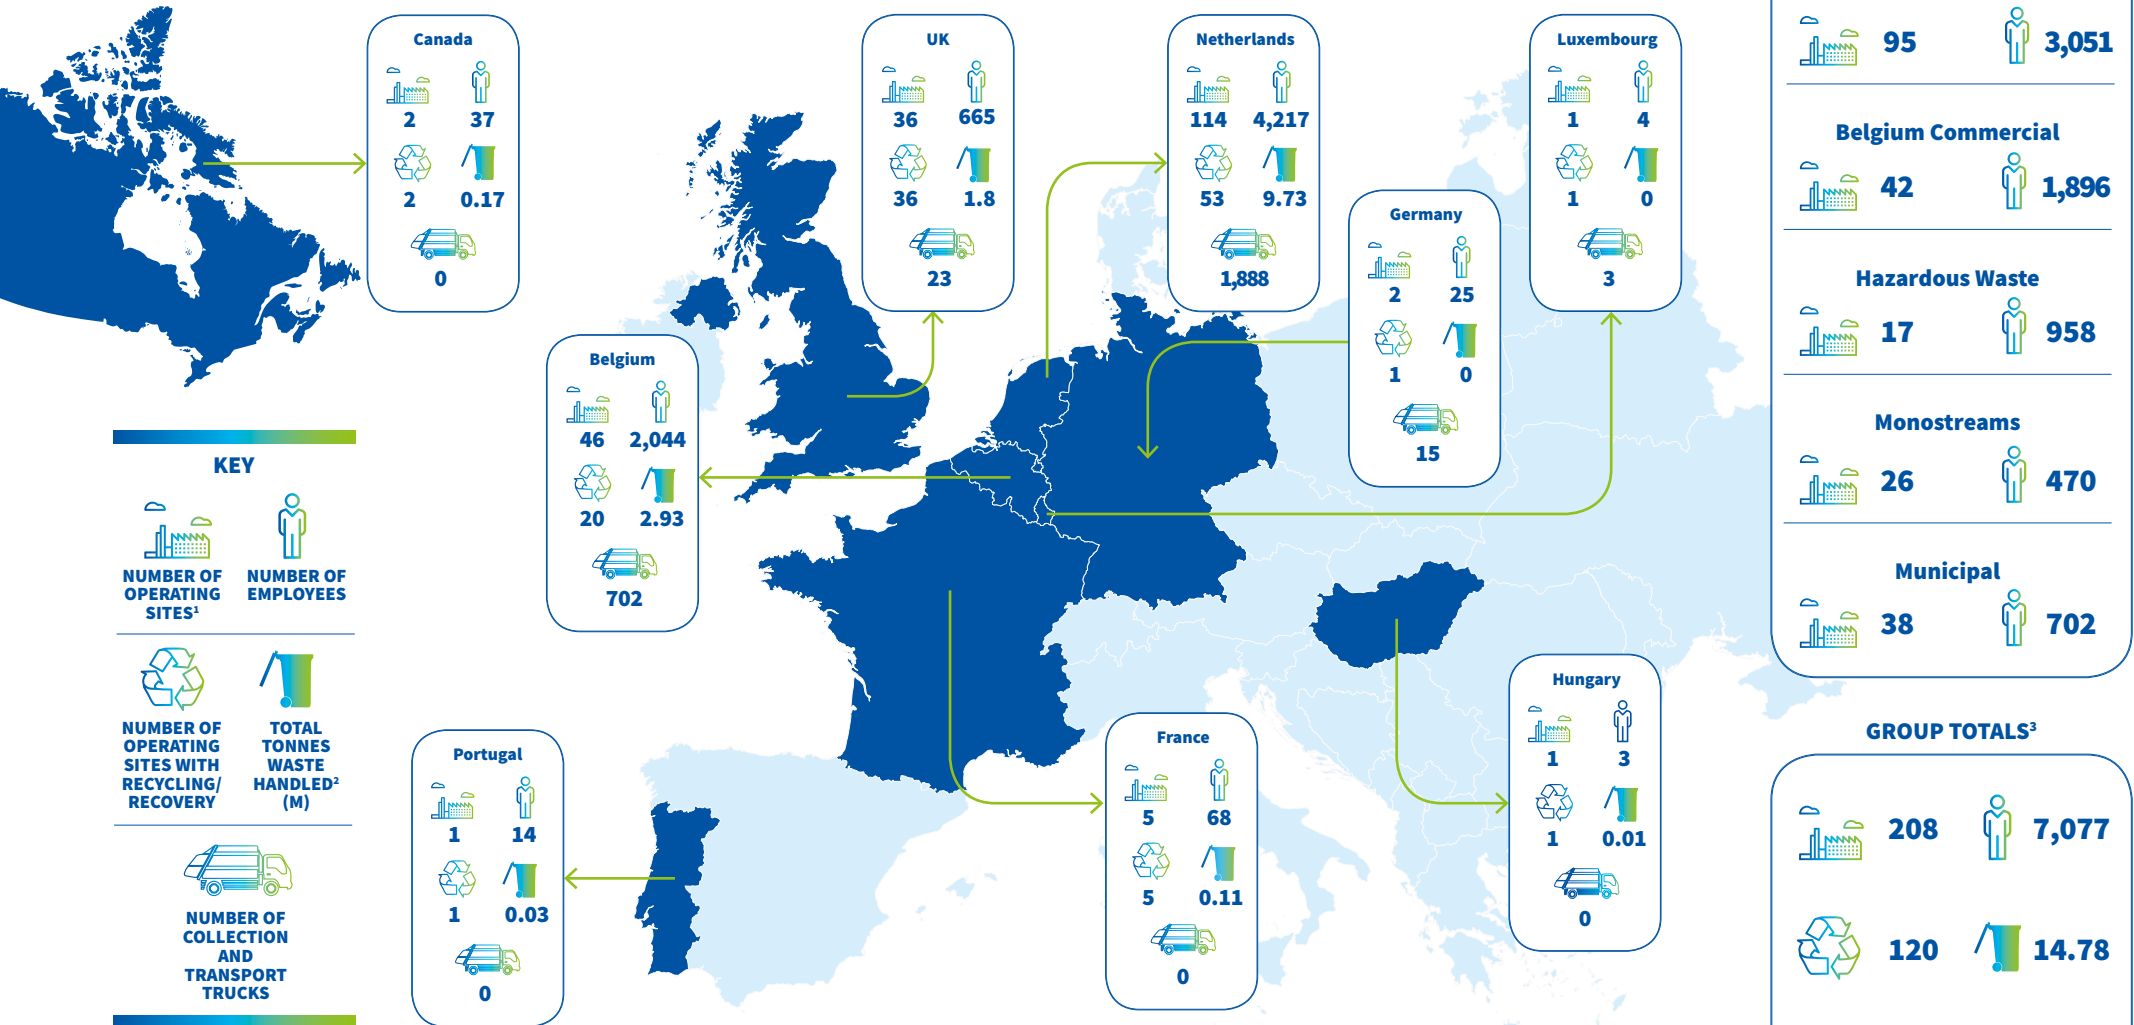 Canada
2 37
2 0.17
0
UK
36 665
36 1.8
23
Netherlands
114 4,217
53 9.73
1,888
Luxembourg
1 4
1 0
3
Germany
2 25
1 0
15
Belgium
46 2,044
20 2.93
702
Portugal
1 14
1 0.03
0
France
5 68
5 0.11
0
Hungary
1 3
1 0.01
0
KEY
NUMBER OF
OPERATING
SITES¹
NUMBER OF
EMPLOYEES
NUMBER OF
OPERATING
SITES WITH
RECYCLING/
RECOVERY
TOTAL
TONNES
WASTE
HANDLED²
(M)
NUMBER OF
COLLECTION
AND
TRANSPORT
TRUCKS
95 3,051
Belgium Commercial
42 1,896
Hazardous Waste
17 958
Monostreams
26 470
Municipal
38 702
GROUP TOTALS³
208 7,077
120 14.78